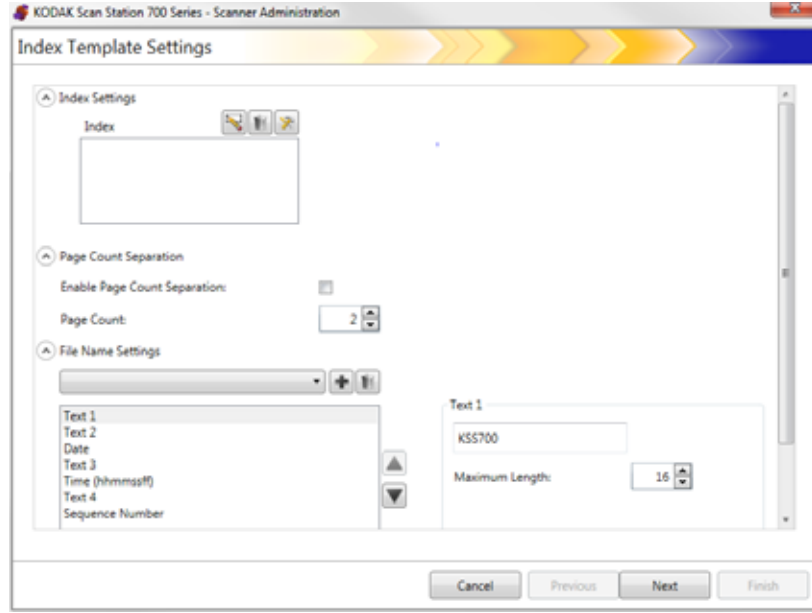 KODAK Scan Station 700 Series - Scanner Administration
Index Template Settings
Index Settings
Index
Page Count Separation
Enable Page Count Separation:
Page Count:
2
File Name Settings
Text 1
Text 2
Date
Text 3
Time (hhmmssff)
Text 4
Sequence Number
Text 1
KSS700
Maximum Length:
16
Cancel
Previous
Next
Finish